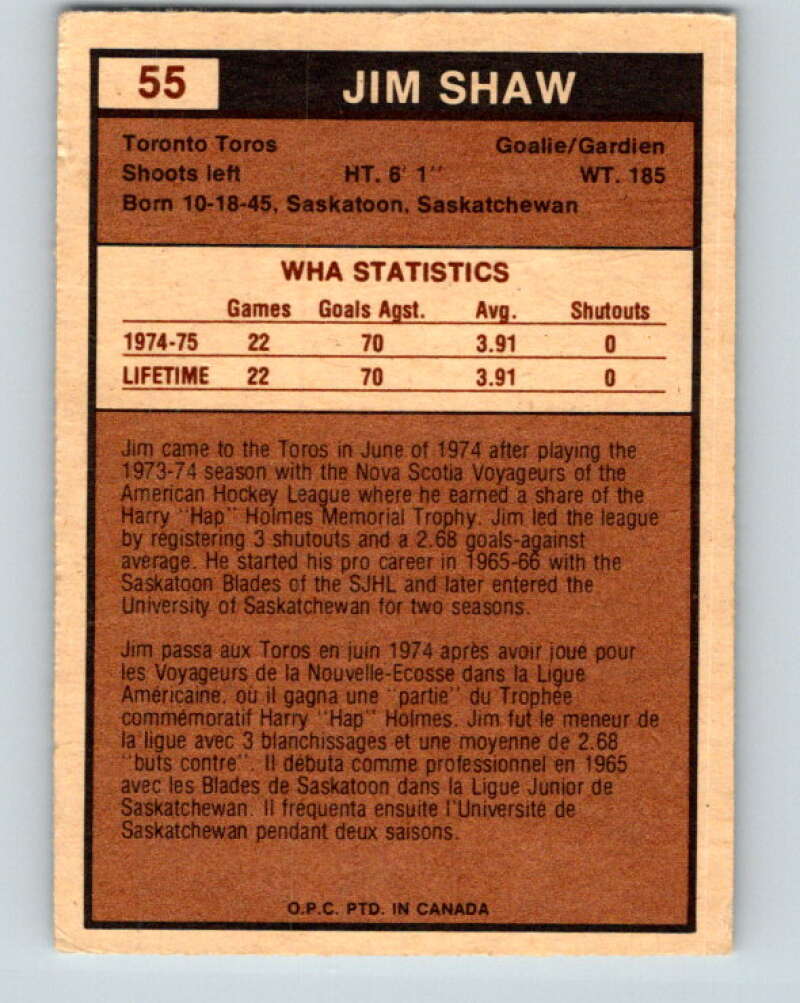 55 JIM SHAW
Toronto Toros Goalie/Gardien
Shoots left HT. 6' 1" WT. 185
Born 10-18-45, Saskatoon, Saskatchewan
WHA STATISTICS
Games Goals Agst. Avg. Shutouts
1974-75 22 70 3.91 0
LIFETIME 22 70 3.91 0
Jim came to the Toros in June of 1974 after playing the
1973-74 season with the Nova Scotia Voyageurs of the
American Hockey League where he earned a share of the
Harry "Hap" Holmes Memorial Trophy. Jim led the league
by registering 3 shutouts and a 2.68 goals-against
average. He started his pro career in 1965-66 with the
Saskatoon Blades of the SJHL and later entered the
University of Saskatchewan for two seasons.
Jim passa aux Toros en juin 1974 après avoir joué pour
les Voyageurs de la Nouvelle-Ecosse dans la Ligue
Américaine, où il gagna une "partie" du Trophée
commémoratif Harry "Hap" Holmes. Jim fut le meneur de
la ligue avec 3 blanchissages et une moyenne de 2.68
"buts contre". Il débuta comme professionnel en 1965
avec les Blades de Saskatoon dans la Ligue Junior de
Saskatchewan. Il fréquenta ensuite l'Université de
Saskatchewan pendant deux saisons.
O.P.C. PTD. IN CANADA